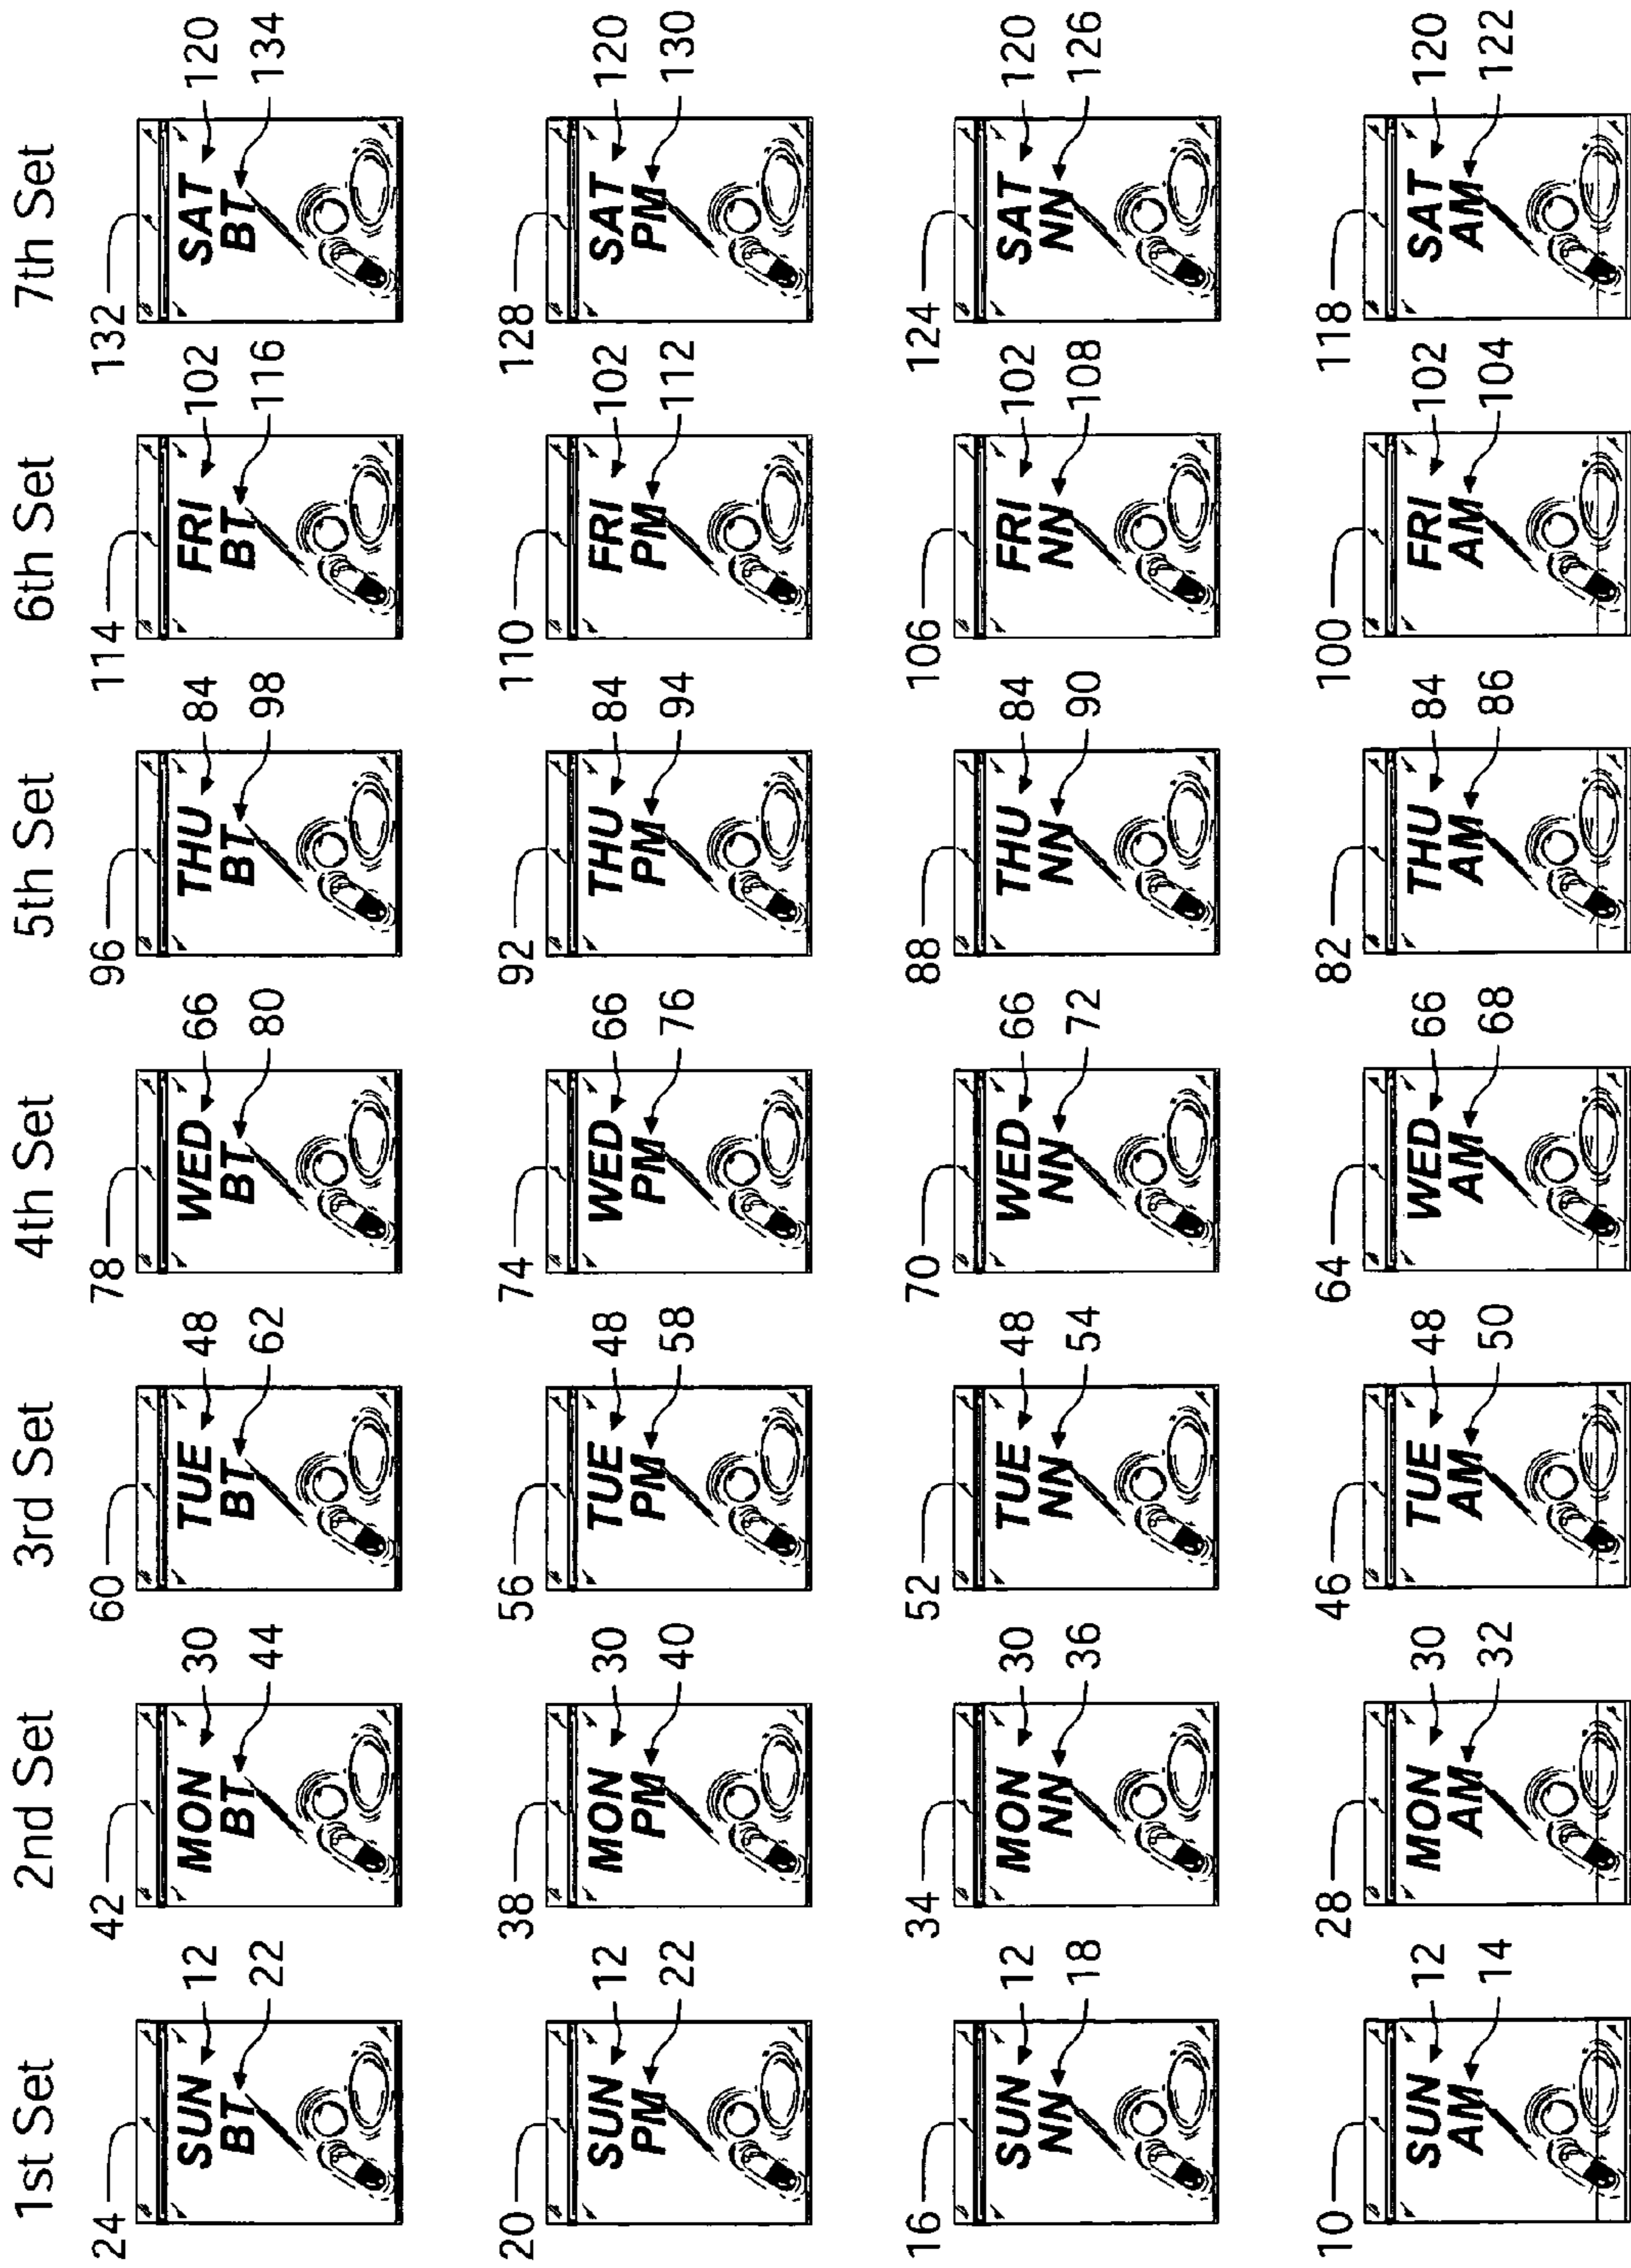 1st Set 2nd Set 3rd Set 4th Set 5th Set 6th Set 7th Set
24 42 60 78 96 114 132
SUN 12 MON 30 TUE 48 WED 66 THU 84 FRI 102 SAT 120
BT 22 BT 44 BT 62 BT 80 BT 98 BT 116 BT 134
20 38 56 74 92 110 128
SUN 12 MON 30 TUE 48 WED 66 THU 84 FRI 102 SAT 120
PM 22 PM 40 PM 58 PM 76 PM 94 PM 112 PM 130
16 34 52 70 88 106 124
SUN 12 MON 30 TUE 48 WED 66 THU 84 FRI 102 SAT 120
NN 18 NN 36 NN 54 NN 72 NN 90 NN 108 NN 126
10 28 46 64 82 100 118
SUN 12 MON 30 TUE 48 WED 66 THU 84 FRI 102 SAT 120
AM 14 AM 32 AM 50 AM 68 AM 86 AM 104 AM 122